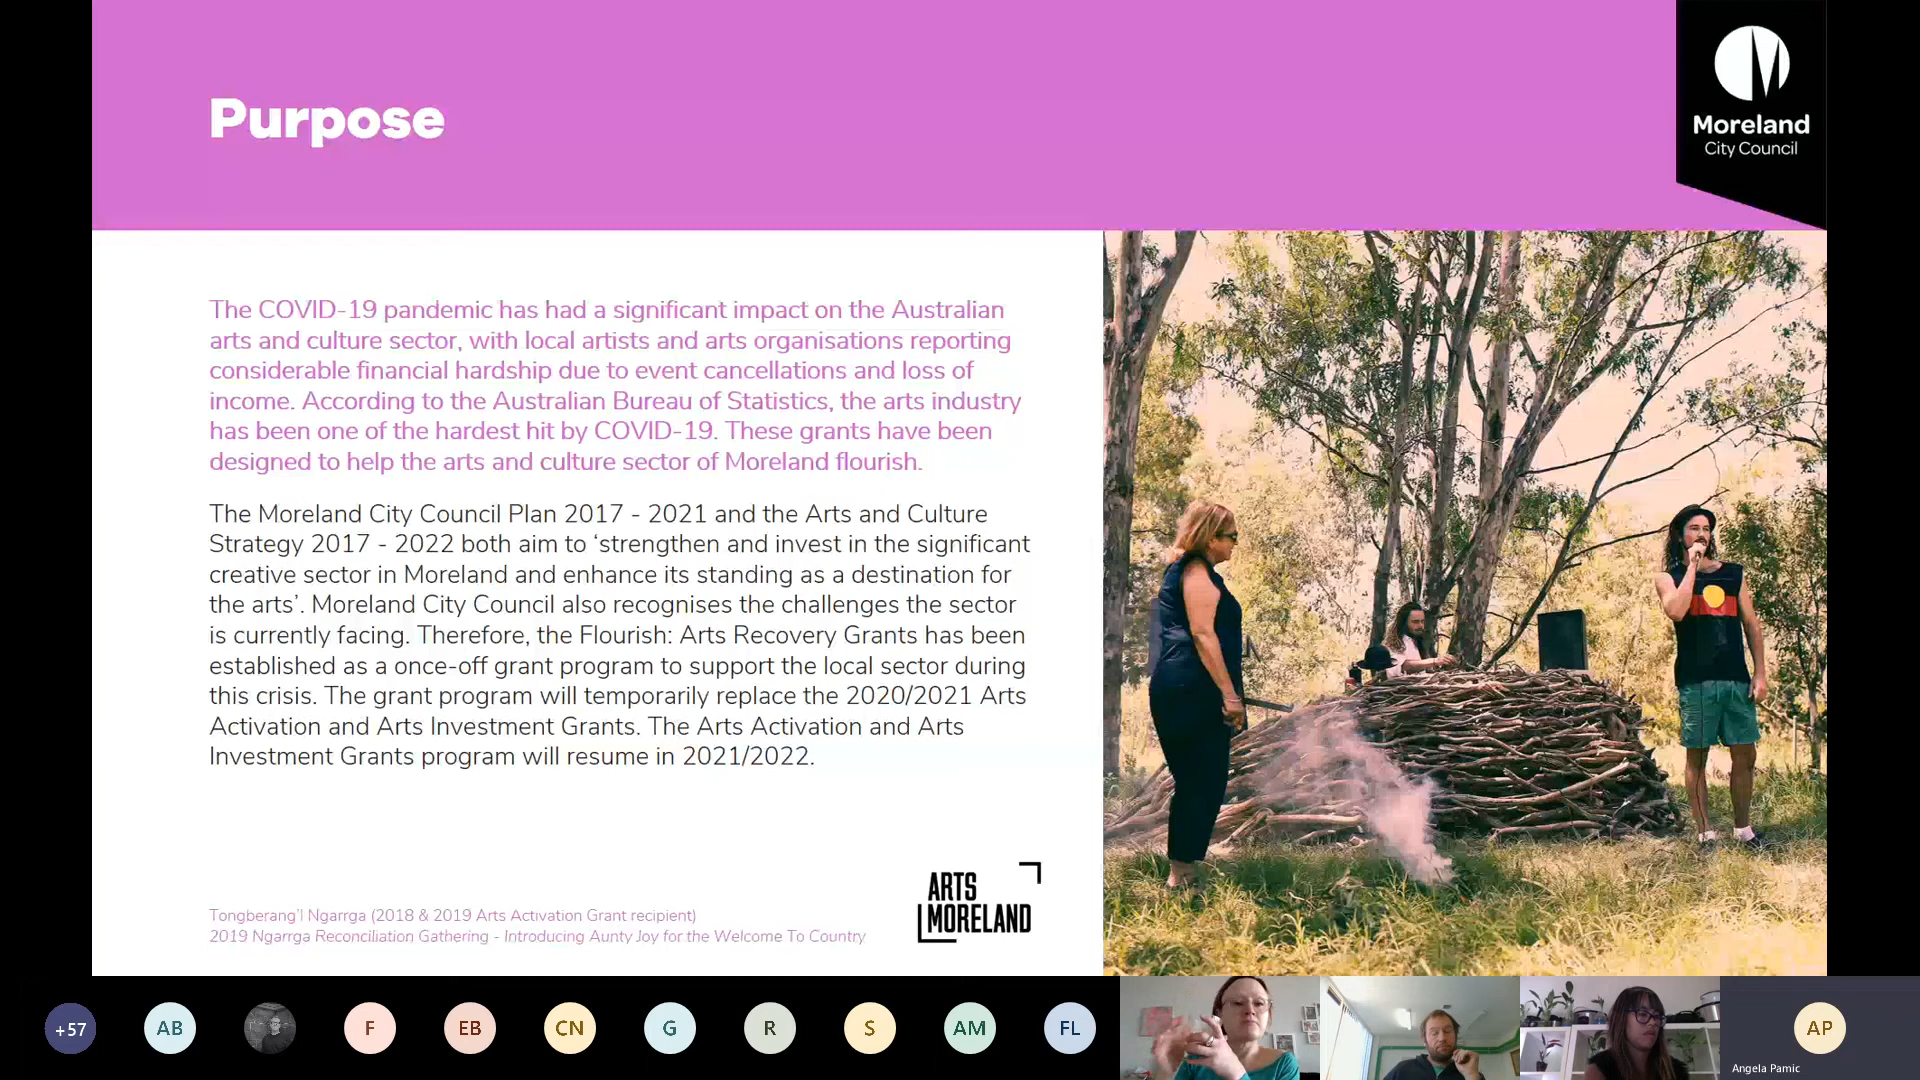 Purpose
Moreland
City Council
The COVID-19 pandemic has had a significant impact on the Australian
arts and culture sector, with local artists and arts organisations reporting
considerable financial hardship due to event cancellations and loss of
income. According to the Australian Bureau of Statistics, the arts industry
has been one of the hardest hit by COVID-19. These grants have been
designed to help the arts and culture sector of Moreland flourish.
The Moreland City Council Plan 2017 - 2021 and the Arts and Culture
Strategy 2017 - 2022 both aim to ‘strengthen and invest in the significant
creative sector in Moreland and enhance its standing as a destination for
the arts’. Moreland City Council also recognises the challenges the sector
is currently facing. Therefore, the Flourish: Arts Recovery Grants has been
established as a once-off grant program to support the local sector during
this crisis. The grant program will temporarily replace the 2020/2021 Arts
Activation and Arts Investment Grants. The Arts Activation and Arts
Investment Grants program will resume in 2021/2022.
ARTS
MORELAND
Tongberang’I Ngarrga (2018 & 2019 Arts Activation Grant recipient)
2019 Ngarrga Reconciliation Gathering - Introducing Aunty Joy for the Welcome To Country
+57
AB
F
EB
CN
G
R
S
AM
FL
AP
Angela Pamic